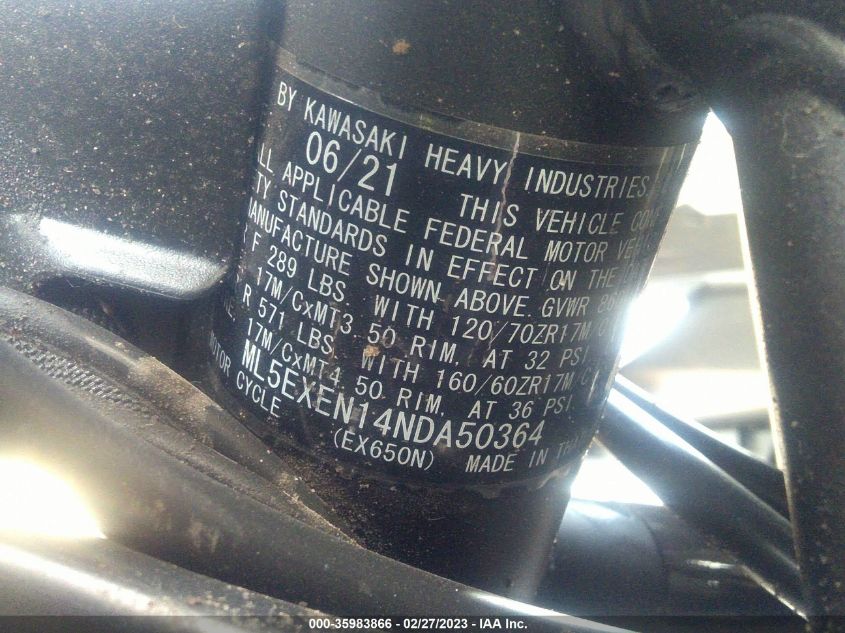 BY KAWASAKI HEAVY INDUSTRIES
06/21 THIS VEHICLE
ALL APPLICABLE FEDERAL MOTOR
STANDARDS IN EFFECT ON THE
MANUFACTURE SHOWN ABOVE. GVWR
F 289 LBS. WITH 120/70ZR17M/C
17M/CxMT3.50 RIM, AT 32 PSI
R 571 LBS. WITH 160/60ZR17M/C
17M/CxMT4.50 RIM, AT 36 PSI
ML5EXEN14NDA50364
MOTOR CYCLE (EX650N) MADE IN
000-35983866 - 02/27/2023 - IAA Inc.